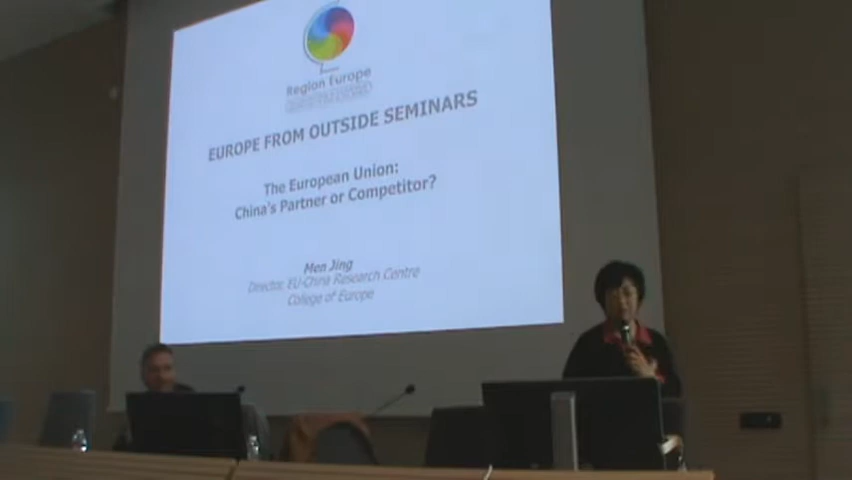 Region Europe
EUROPE FROM OUTSIDE SEMINARS
The European Union:
China's Partner or Competitor?
Men Jing
Director, EU-China Research Centre
College of Europe